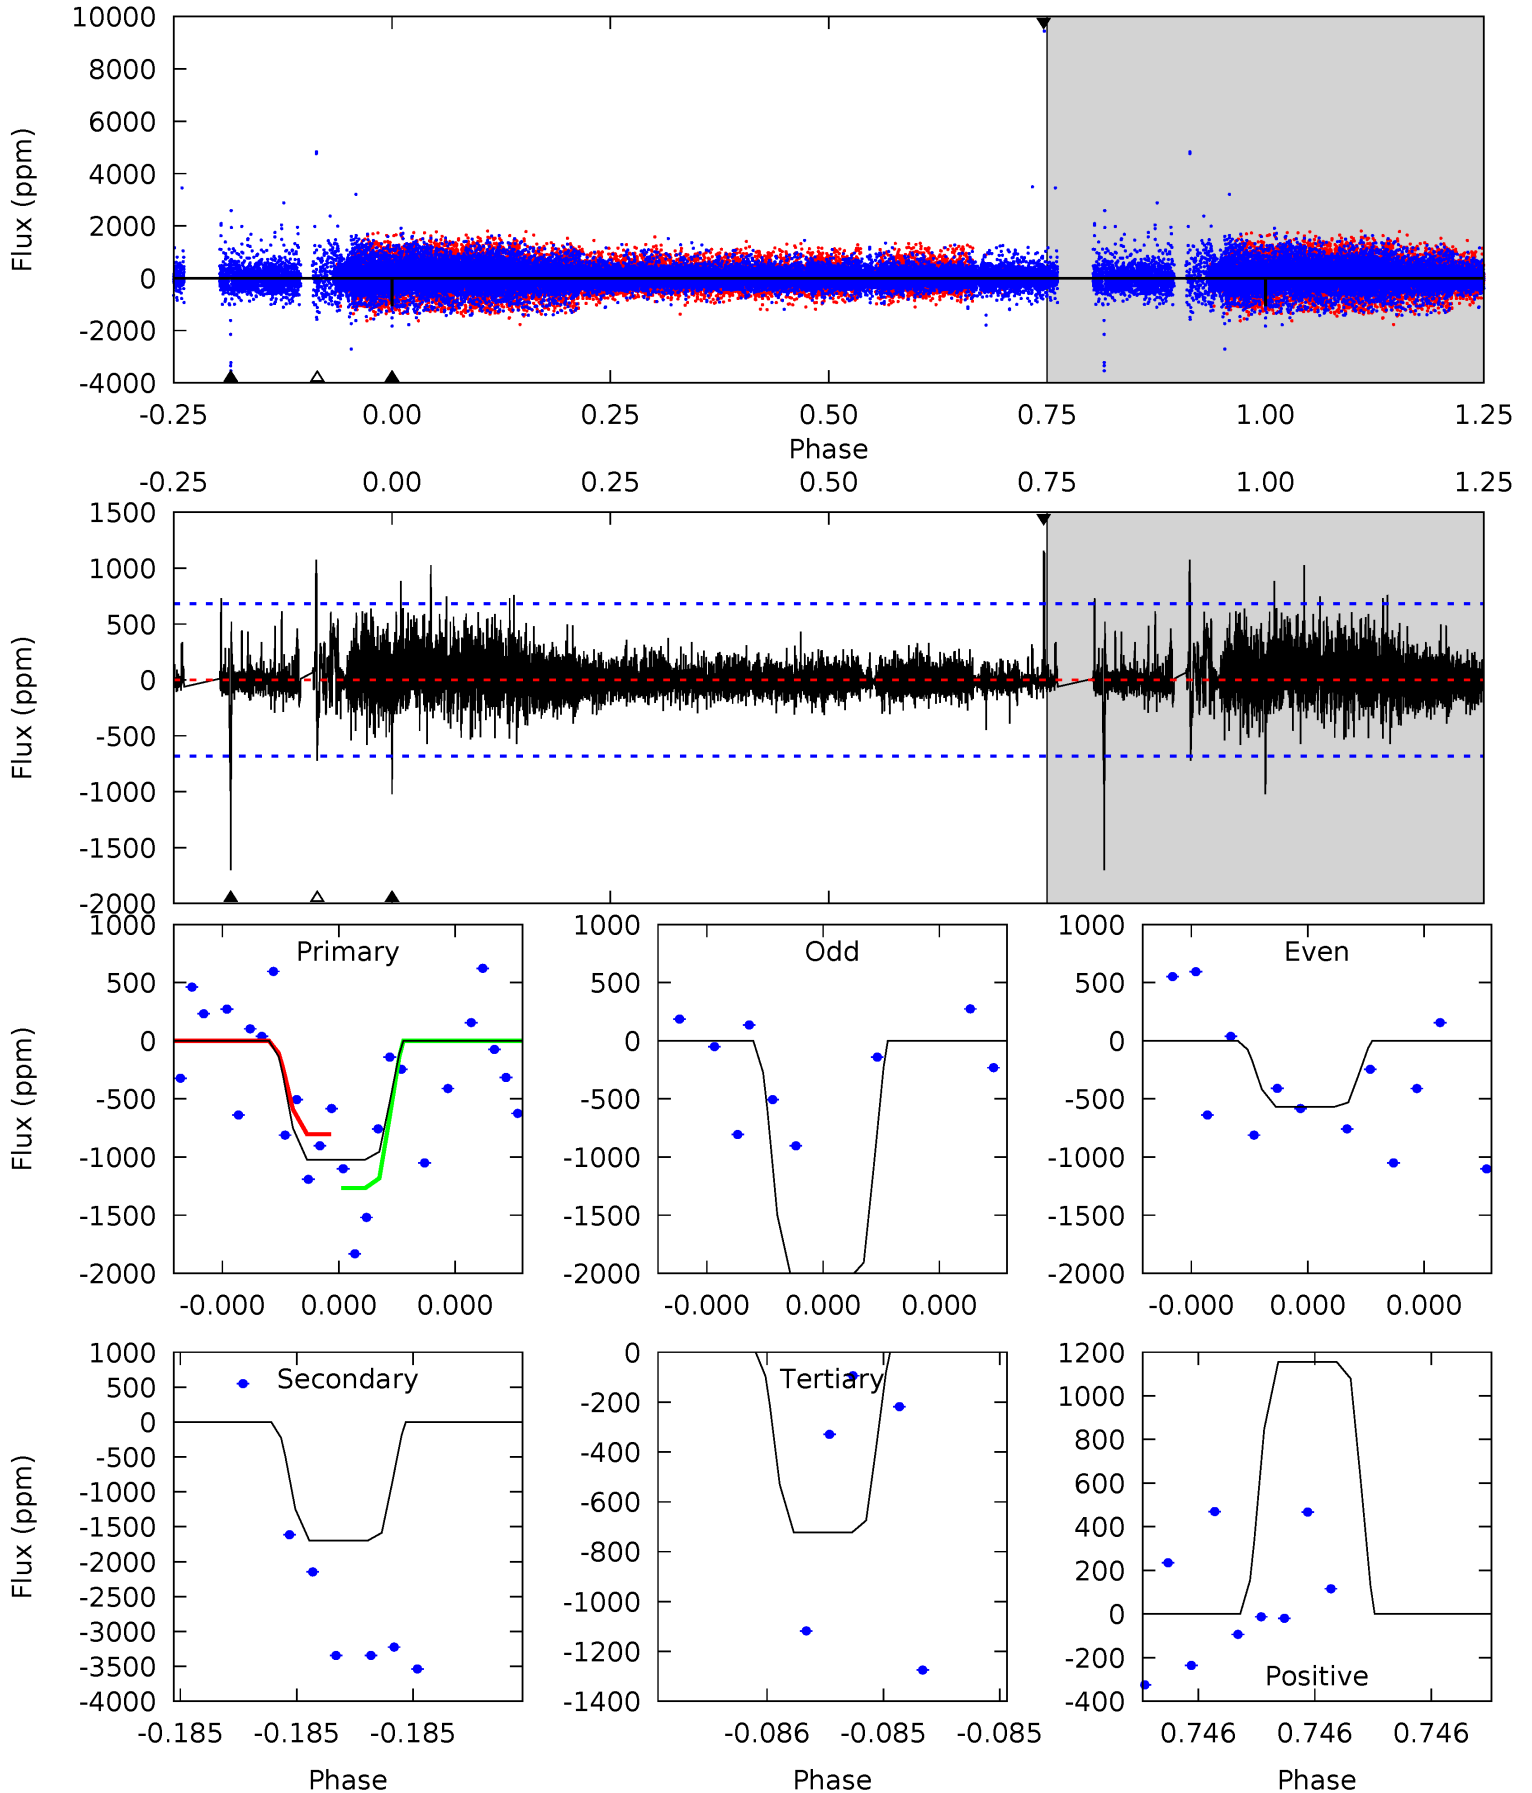 10000
8000
6000
4000
2000
0
-2000
-4000
Flux (ppm)
-0.25 0.00 0.25 0.50 0.75 1.00 1.25
Phase
-0.25 0.00 0.25 0.50 0.75 1.00 1.25
1500
1000
500
0
-500
-1000
-1500
-2000
Flux (ppm)
Primary
1000
500
0
-500
-1000
-1500
-2000
Flux (ppm)
-0.000 0.000 0.000
Odd
1000
500
0
-500
-1000
-1500
-2000
-0.000 0.000 0.000
Even
1000
500
0
-500
-1000
-1500
-2000
-0.000 0.000 0.000
Secondary
1000
500
0
-500
-1000
-1500
-2000
-2500
-3000
-3500
-4000
Flux (ppm)
-0.185 -0.185 -0.185
Phase
Tertiary
0
-200
-400
-600
-800
-1000
-1200
-1400
-0.086 -0.085 -0.085
Phase
1200
1000
800
600
400
200
0
-200
-400
Positive
0.746 0.746 0.746
Phase